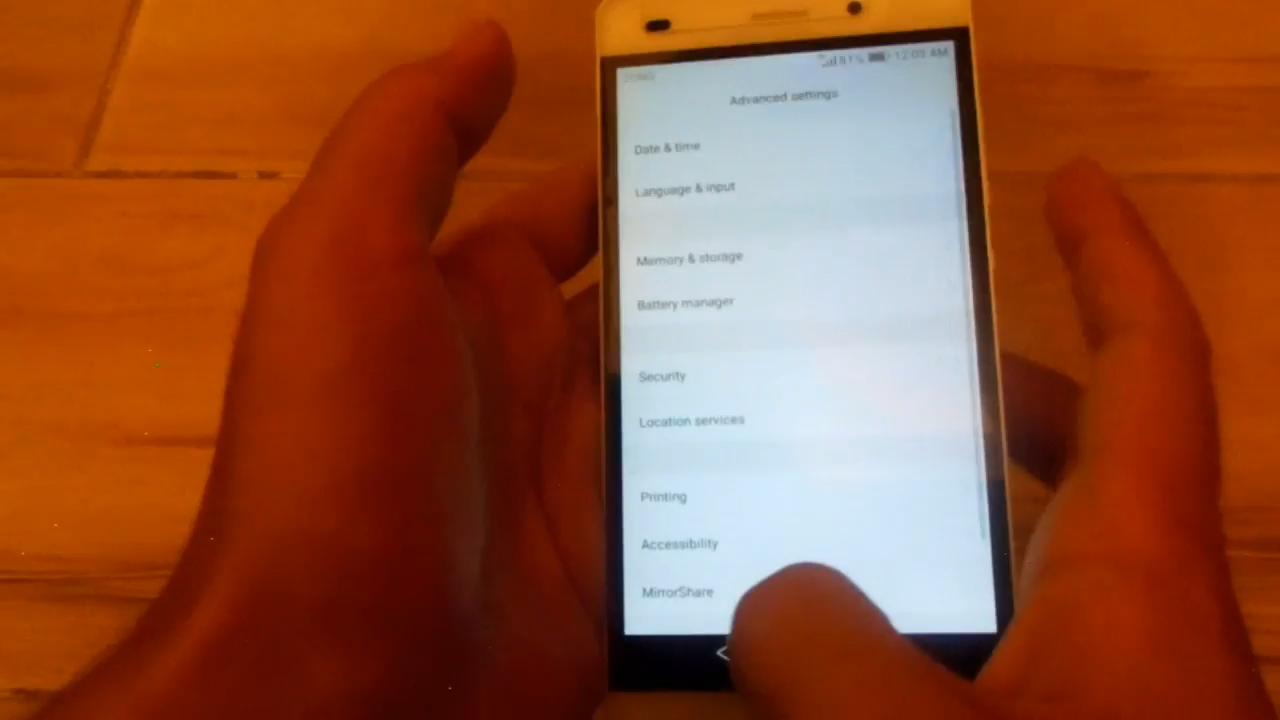 81% 12:03 AM
Advanced settings
Date & time
Language & input
Memory & storage
Battery manager
Security
Location services
Printing
Accessibility
MirrorShare